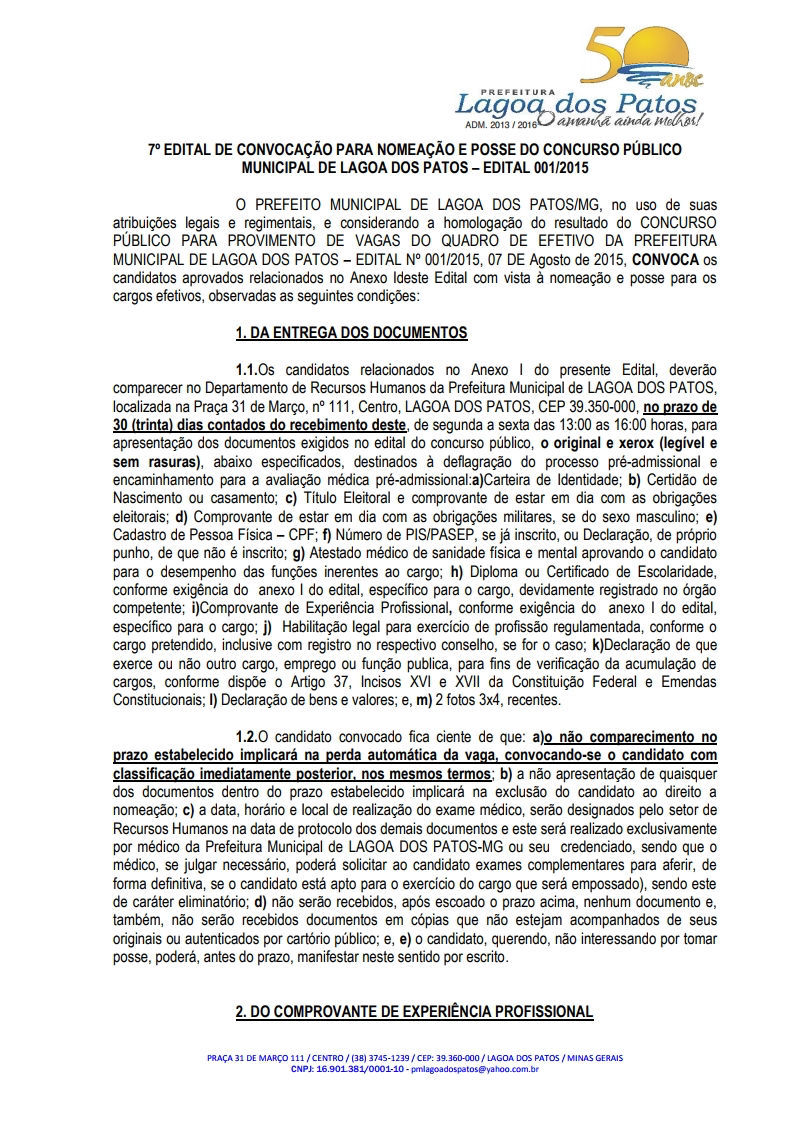 50
anos
PREFEITURA
Lagoa dos Patos
ADM. 2013 / 2016 O amanhã ainda melhor!
7º EDITAL DE CONVOCAÇÃO PARA NOMEAÇÃO E POSSE DO CONCURSO PÚBLICO
MUNICIPAL DE LAGOA DOS PATOS – EDITAL 001/2015
O PREFEITO MUNICIPAL DE LAGOA DOS PATOS/MG, no uso de suas
atribuições legais e regimentais, e considerando a homologação do resultado do CONCURSO
PÚBLICO PARA PROVIMENTO DE VAGAS DO QUADRO DE EFETIVO DA PREFEITURA
MUNICIPAL DE LAGOA DOS PATOS – EDITAL Nº 001/2015, 07 DE Agosto de 2015, CONVOCA os
candidatos aprovados relacionados no Anexo Ideste Edital com vista à nomeação e posse para os
cargos efetivos, observadas as seguintes condições:
1. DA ENTREGA DOS DOCUMENTOS
1.1.Os candidatos relacionados no Anexo I do presente Edital, deverão
comparecer no Departamento de Recursos Humanos da Prefeitura Municipal de LAGOA DOS PATOS,
localizada na Praça 31 de Março, nº 111, Centro, LAGOA DOS PATOS, CEP 39.350-000, no prazo de
30 (trinta) dias contados do recebimento deste, de segunda a sexta das 13:00 as 16:00 horas, para
apresentação dos documentos exigidos no edital do concurso público, o original e xerox (legível e
sem rasuras), abaixo especificados, destinados à deflagração do processo pré-admissional e
encaminhamento para a avaliação médica pré-admissional:a)Carteira de Identidade; b) Certidão de
Nascimento ou casamento; c) Título Eleitoral e comprovante de estar em dia com as obrigações
eleitorais; d) Comprovante de estar em dia com as obrigações militares, se do sexo masculino; e)
Cadastro de Pessoa Física – CPF; f) Número de PIS/PASEP, se já inscrito, ou Declaração, de próprio
punho, de que não é inscrito; g) Atestado médico de sanidade física e mental aprovando o candidato
para o desempenho das funções inerentes ao cargo; h) Diploma ou Certificado de Escolaridade,
conforme exigência do anexo I do edital, específico para o cargo, devidamente registrado no órgão
competente; i)Comprovante de Experiência Profissional, conforme exigência do anexo I do edital,
específico para o cargo; j) Habilitação legal para exercício de profissão regulamentada, conforme o
cargo pretendido, inclusive com registro no respectivo conselho, se for o caso; k)Declaração de que
exerce ou não outro cargo, emprego ou função publica, para fins de verificação da acumulação de
cargos, conforme dispõe o Artigo 37, Incisos XVI e XVII da Constituição Federal e Emendas
Constitucionais; l) Declaração de bens e valores; e, m) 2 fotos 3x4, recentes.
1.2.O candidato convocado fica ciente de que: a)o não comparecimento no
prazo estabelecido implicará na perda automática da vaga, convocando-se o candidato com
classificação imediatamente posterior, nos mesmos termos; b) a não apresentação de quaisquer
dos documentos dentro do prazo estabelecido implicará na exclusão do candidato ao direito a
nomeação; c) a data, horário e local de realização do exame médico, serão designados pelo setor de
Recursos Humanos na data de protocolo dos demais documentos e este será realizado exclusivamente
por médico da Prefeitura Municipal de LAGOA DOS PATOS-MG ou seu credenciado, sendo que o
médico, se julgar necessário, poderá solicitar ao candidato exames complementares para aferir, de
forma definitiva, se o candidato está apto para o exercício do cargo que será empossado), sendo este
de caráter eliminatório; d) não serão recebidos, após escoado o prazo acima, nenhum documento e,
também, não serão recebidos documentos em cópias que não estejam acompanhados de seus
originais ou autenticados por cartório público; e, e) o candidato, querendo, não interessando por tomar
posse, poderá, antes do prazo, manifestar neste sentido por escrito.
2. DO COMPROVANTE DE EXPERIÊNCIA PROFISSIONAL
PRAÇA 31 DE MARÇO 111 / CENTRO / (38) 3745-1239 / CEP: 39.360-000 / LAGOA DOS PATOS / MINAS GERAIS
CNPJ: 16.901.381/0001-10 - pmlagoadospatos@yahoo.com.br